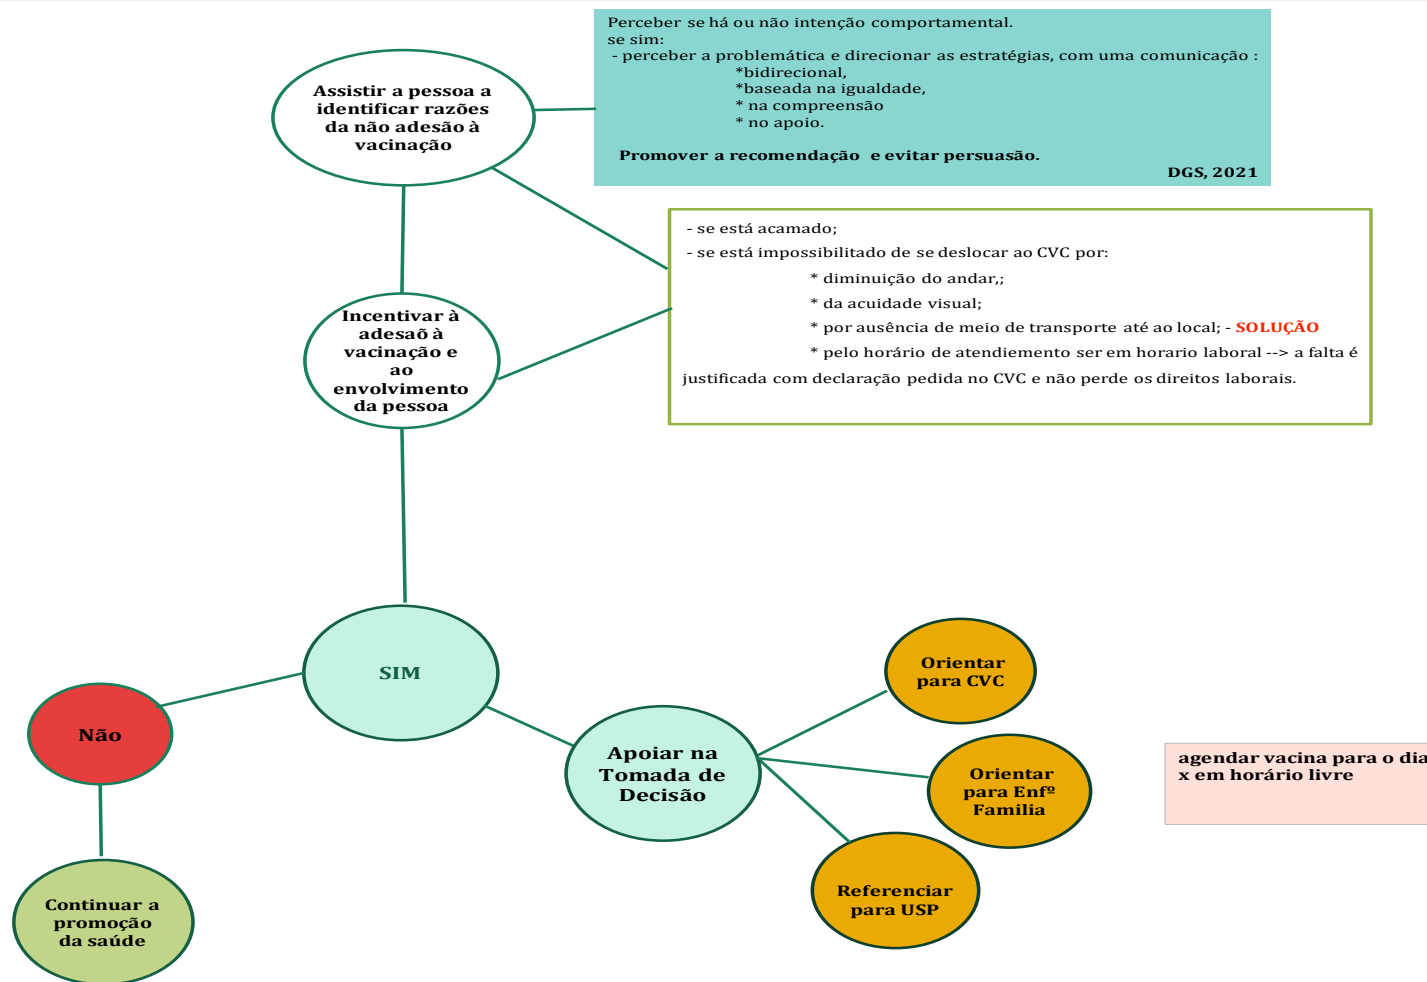 Perceber se há ou não intenção comportamental.
se sim:
- perceber a problemática e direcionar as estratégias, com uma comunicação :
*bidirecional,
*baseada na igualdade,
* na compreensão
* no apoio.
Promover a recomendação e evitar persuasão.
DGS, 2021
Assistir a pessoa a
identificar razões
da não adesão à
vacinação
- se está acamado;
- se está impossibilitado de se deslocar ao CVC por:
* diminuição do andar,;
* da acuidade visual;
* por ausência de meio de transporte até ao local; - SOLUÇÃO
* pelo horário de atendiemento ser em horario laboral --> a falta é
justificada com declaração pedida no CVC e não perde os direitos laborais.
Incentivar à
adesaõ à
vacinação e
ao
envolvimento
da pessoa
SIM
Não
Continuar a
promoção
da saúde
Apoiar na
Tomada de
Decisão
Orientar
para CVC
Orientar
para Enfº
Familia
Referenciar
para USP
agendar vacina para o dia
x em horário livre